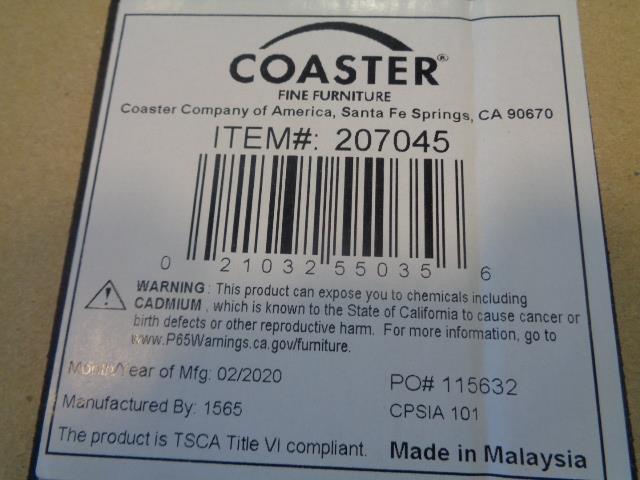 COASTER®
FINE FURNITURE
Coaster Company of America, Santa Fe Springs, CA 90670
ITEM#: 207045
0 21032 55035 6
WARNING: This product can expose you to chemicals including
CADMIUM , which is known to the State of California to cause cancer or
birth defects or other reproductive harm. For more information, go to
www.P65Warnings.ca.gov/furniture.
Month/Year of Mfg: 02/2020
PO# 115632
Manufactured By: 1565
CPSIA 101
The product is TSCA Title VI compliant.
Made in Malaysia